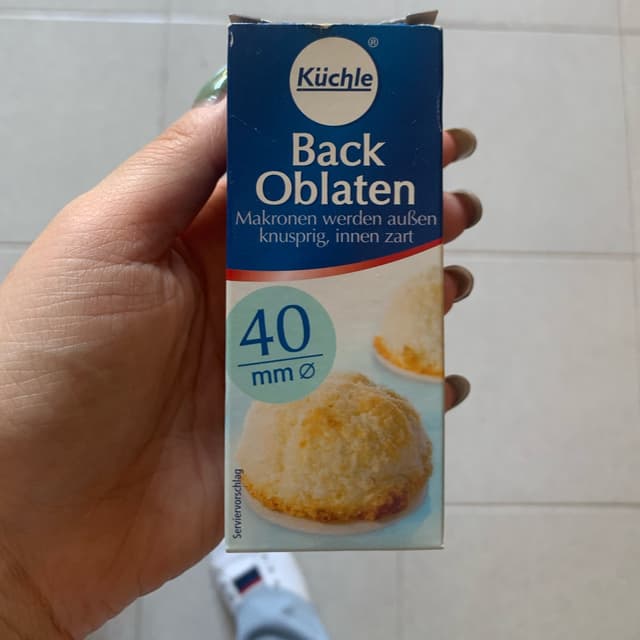 Küchle
®
Back
Oblaten
Makronen werden außen
knusprig, innen zart
40
mm ⌀
Serviervorschlag